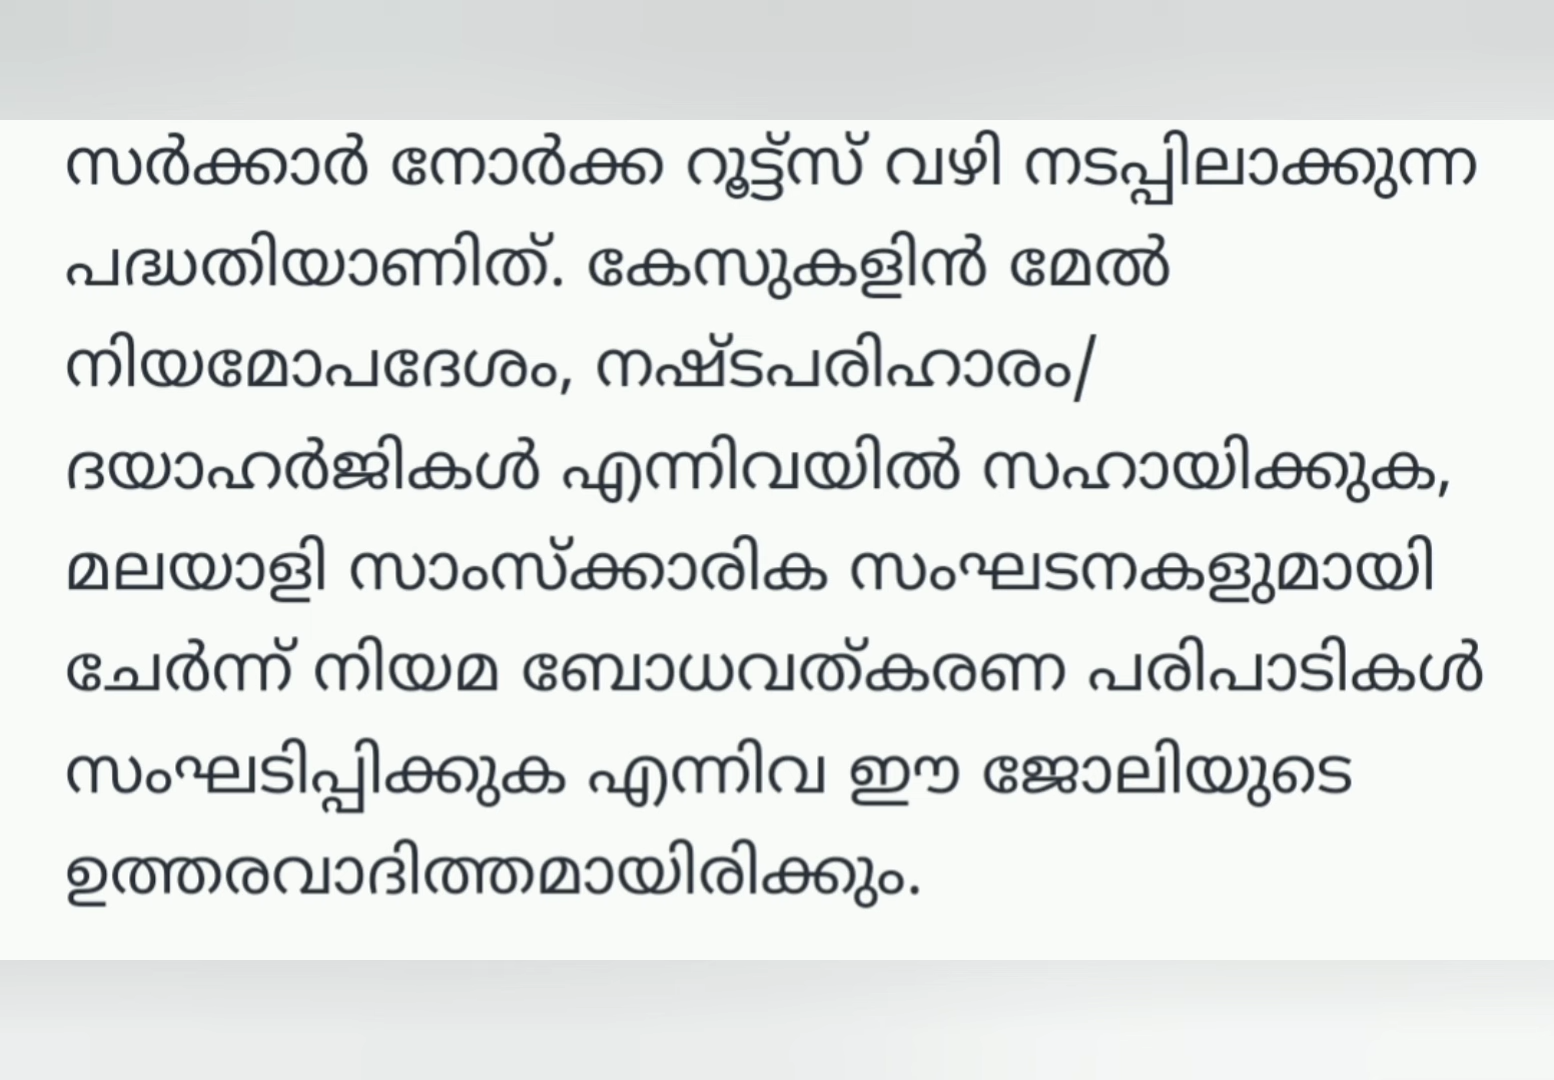 സർക്കാർ നോർക്ക റൂട്ട്സ് വഴി നടപ്പിലാക്കുന്ന
പദ്ധതിയാണിത്. കേസുകളിൻ മേൽ
നിയമോപദേശം, നഷ്ടപരിഹാരം/
ദയാഹർജികൾ എന്നിവയിൽ സഹായിക്കുക,
മലയാളി സാംസ്ക്കാരിക സംഘടനകളുമായി
ചേർന്ന് നിയമ ബോധവത്കരണ പരിപാടികൾ
സംഘടിപ്പിക്കുക എന്നിവ ഈ ജോലിയുടെ
ഉത്തരവാദിത്തമായിരിക്കും.